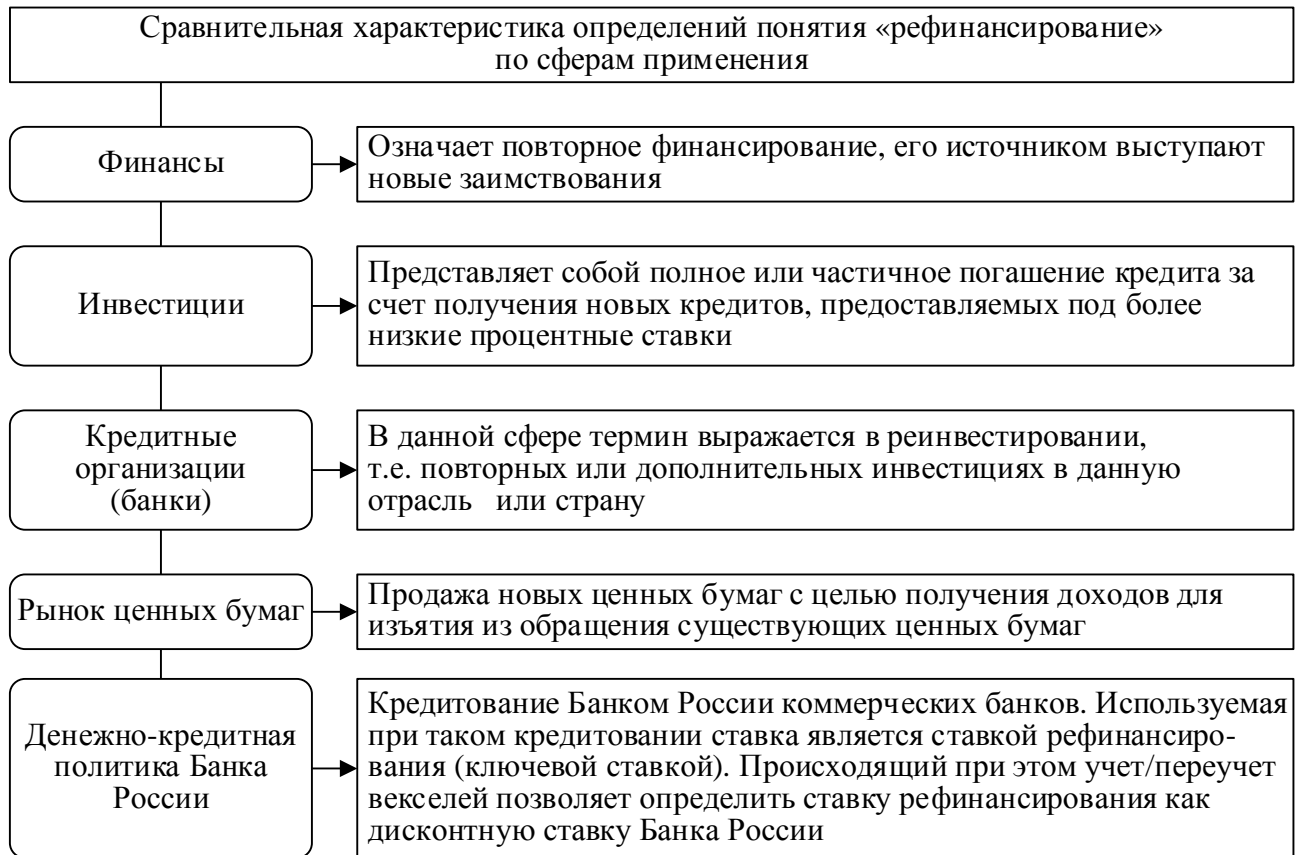 Сравнительная характеристика определений понятия «рефинансирование»
по сферам применения
Финансы
Означает повторное финансирование, его источником выступают
новые заимствования
Инвестиции
Представляет собой полное или частичное погашение кредита за
счет получения новых кредитов, предоставляемых под более
низкие процентные ставки
Кредитные
организации
(банки)
В данной сфере термин выражается в реинвестировании,
т.е. повторных или дополнительных инвестициях в данную
отрасль или страну
Рынок ценных бумаг
Продажа новых ценных бумаг с целью получения доходов для
изъятия из обращения существующих ценных бумаг
Денежно-кредитная
политика Банка
России
Кредитование Банком России коммерческих банков. Используемая
при таком кредитовании ставка является ставкой рефинансиро-
вания (ключевой ставкой). Происходящий при этом учет/переучет
векселей позволяет определить ставку рефинансирования как
дисконтную ставку Банка России